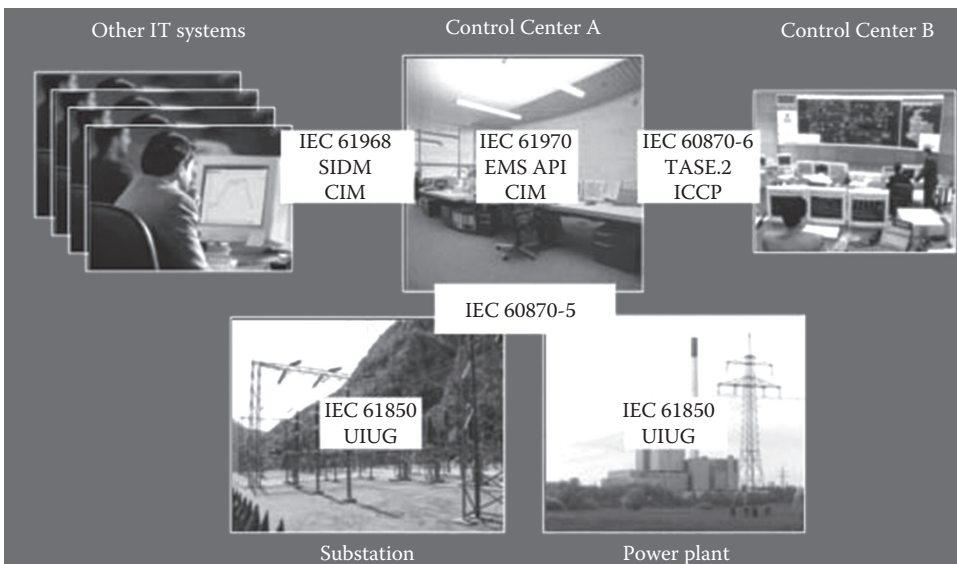 Other IT systems
Control Center A
Control Center B
IEC 61968
SIDM
CIM
IEC 61970
EMS API
CIM
IEC 60870-6
TASE.2
ICCP
IEC 60870-5
IEC 61850
UIUG
IEC 61850
UIUG
Substation
Power plant